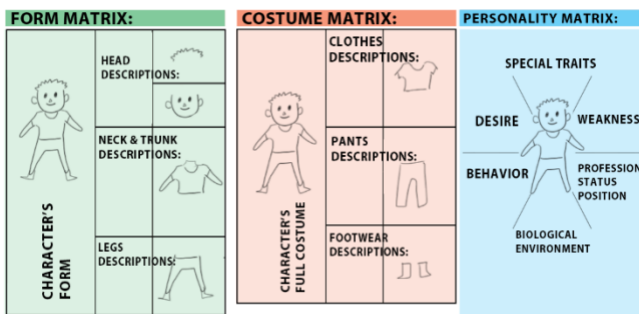 FORM MATRIX:
HEAD
DESCRIPTIONS:
NECK & TRUNK
DESCRIPTIONS:
LEGS
DESCRIPTIONS:
CHARACTER'S
FORM
COSTUME MATRIX:
CLOTHES
DESCRIPTIONS:
PANTS
DESCRIPTIONS:
FOOTWEAR
DESCRIPTIONS:
CHARACTER'S
FULL COSTUME
PERSONALITY MATRIX:
SPECIAL TRAITS
DESIRE
WEAKNESS
BEHAVIOR
PROFESSION
STATUS
POSITION
BIOLOGICAL
ENVIRONMENT